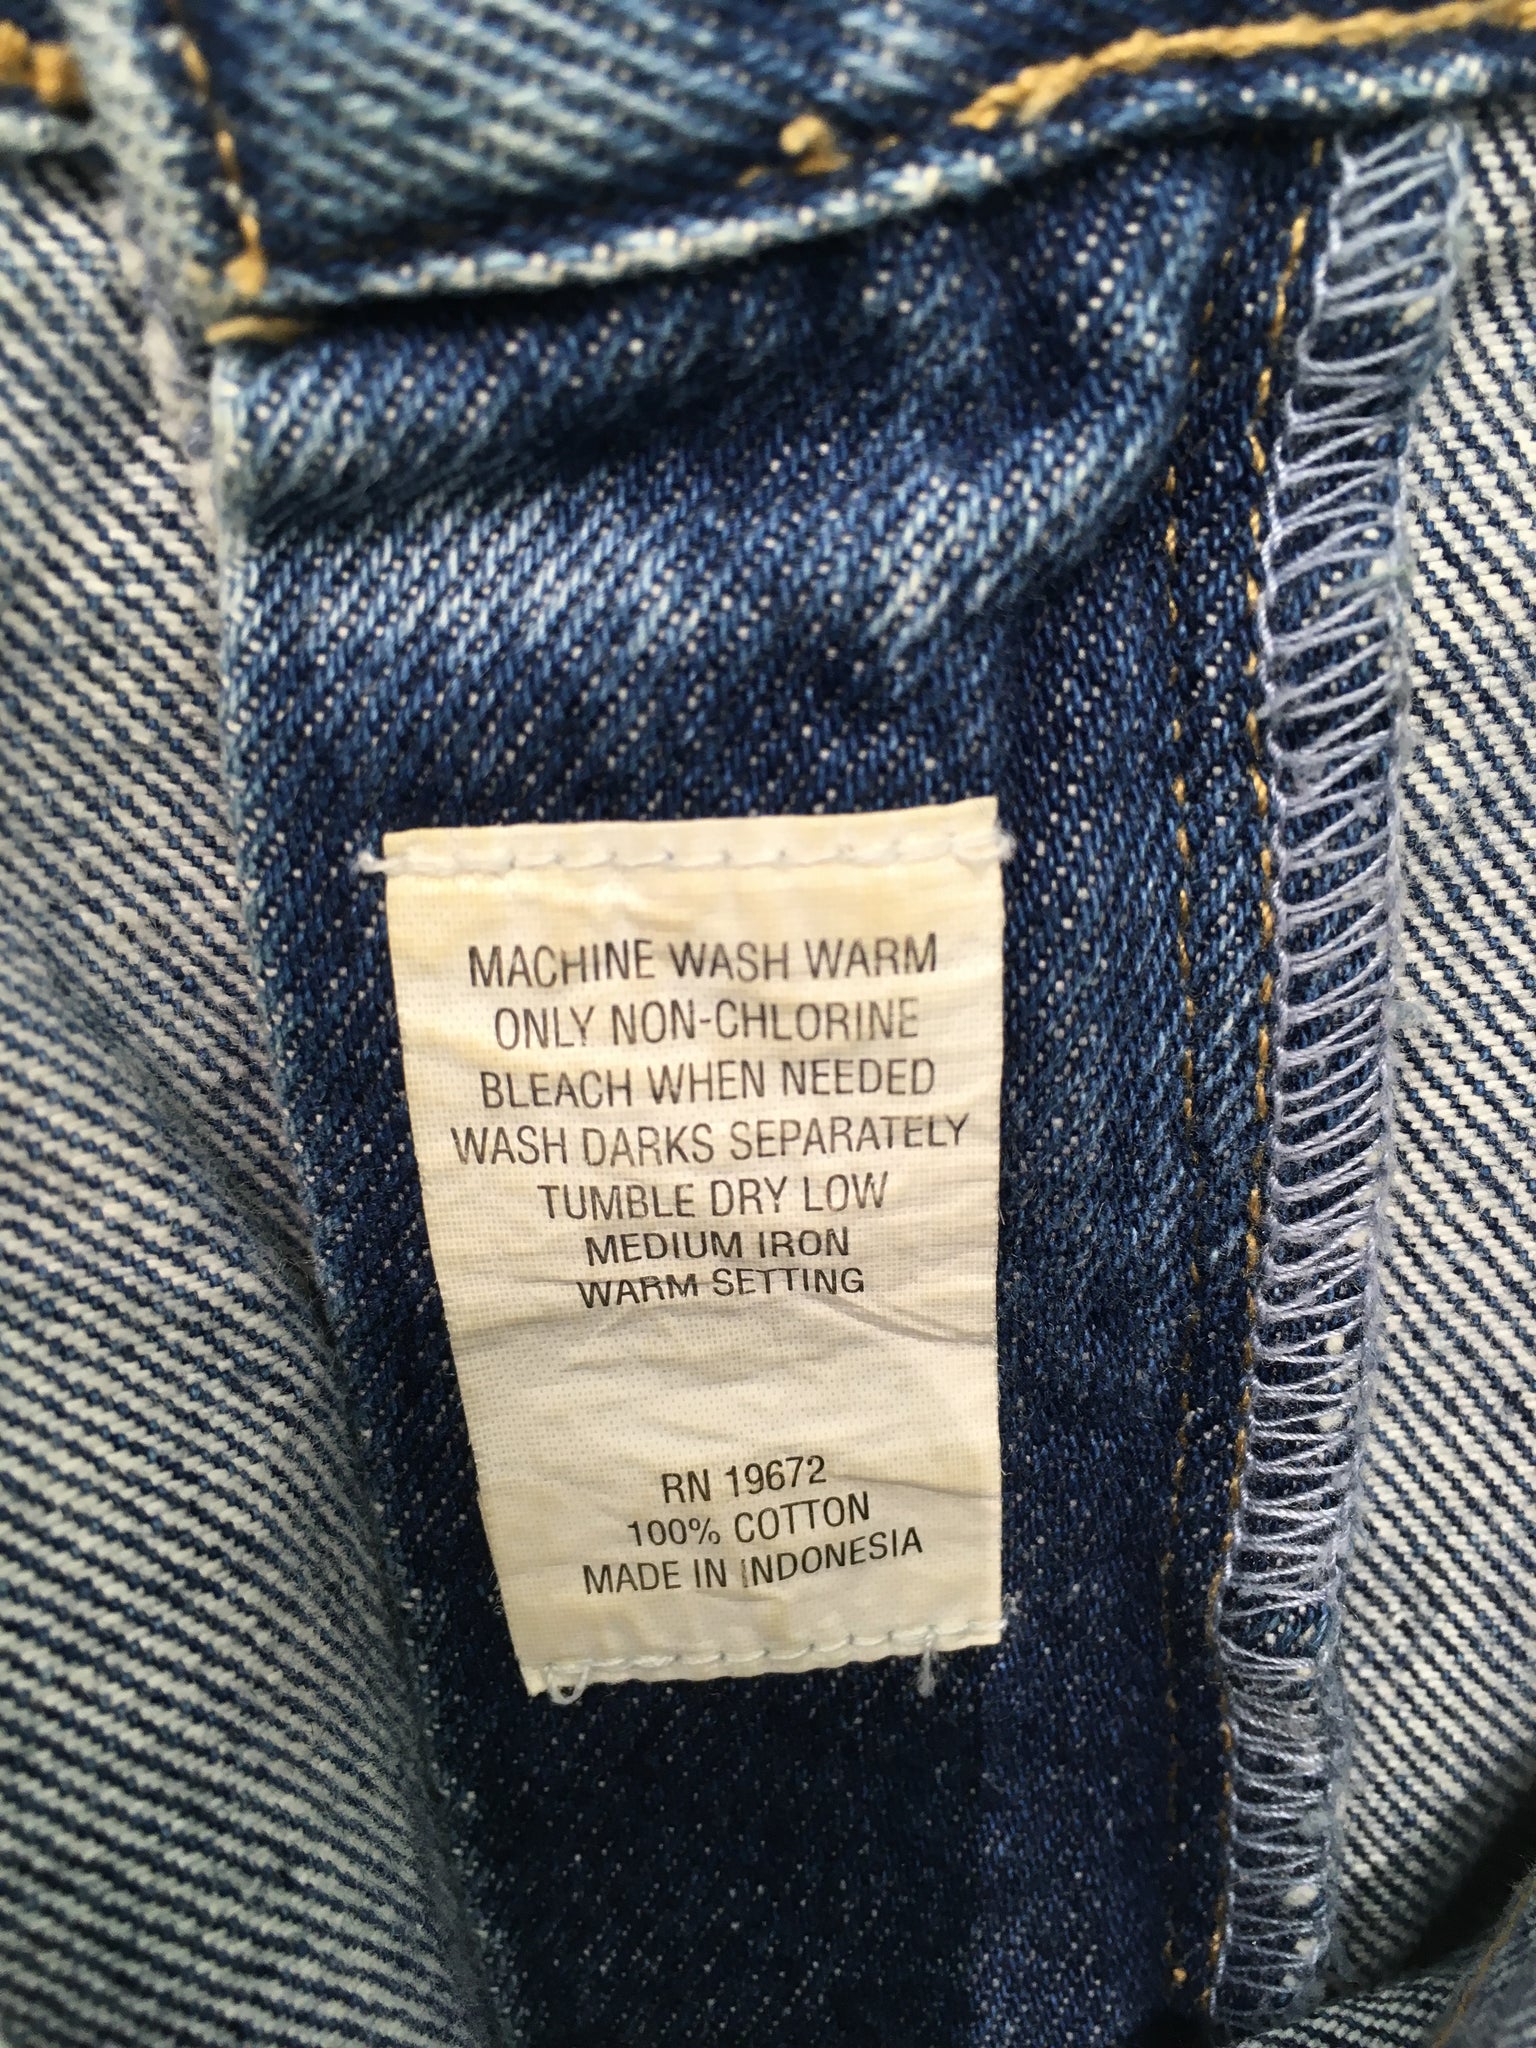 MACHINE WASH WARM
ONLY NON-CHLORINE
BLEACH WHEN NEEDED
WASH DARKS SEPARATELY
TUMBLE DRY LOW
MEDIUM IRON
WARM SETTING
RN 19672
100% COTTON
MADE IN INDONESIA